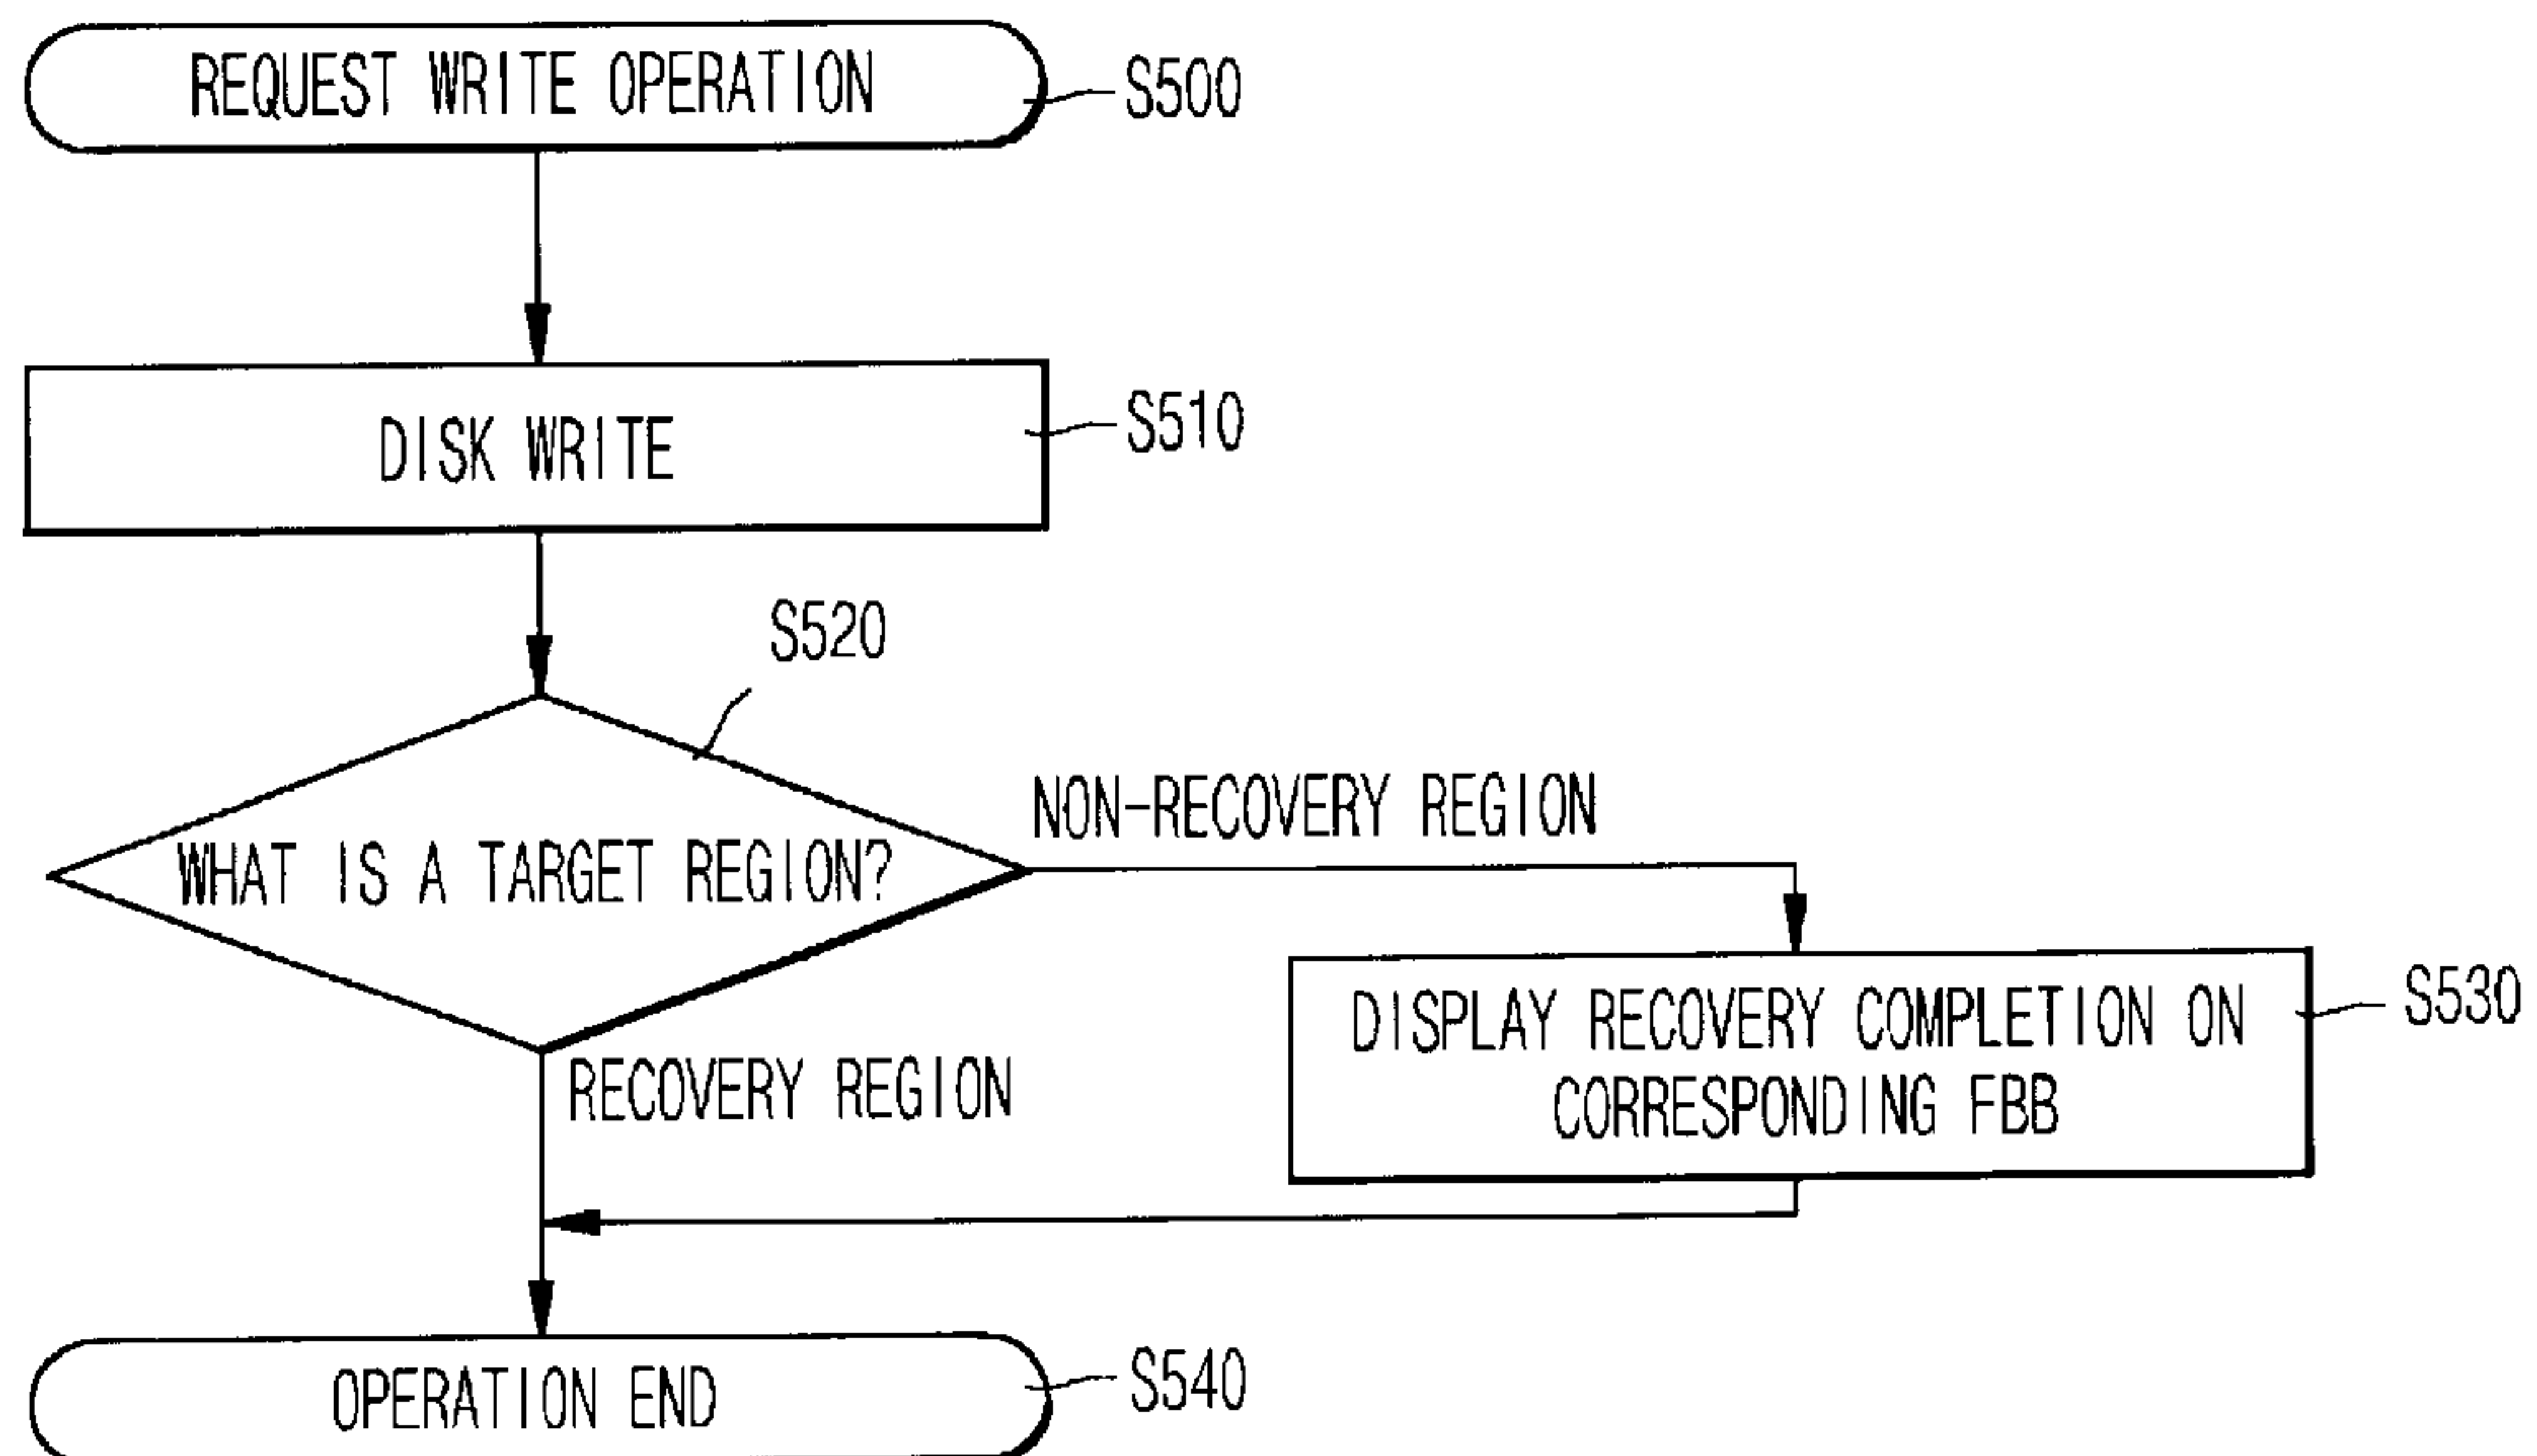 REQUEST WRITE OPERATION
S500
DISK WRITE
S510
S520
WHAT IS A TARGET REGION?
NON-RECOVERY REGION
DISPLAY RECOVERY COMPLETION ON
CORRESPONDING FBB
S530
RECOVERY REGION
OPERATION END
S540